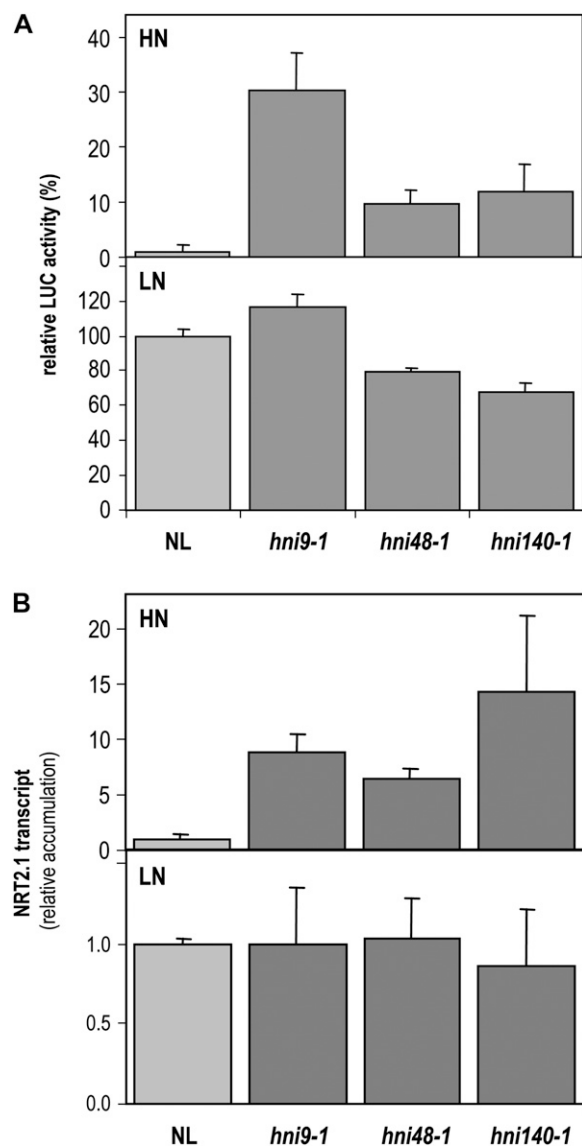 A
HN
relative LUC activity (%)
40
30
20
10
0
LN
120
100
80
60
40
20
0
NL hni9-1 hni48-1 hni140-1
B
HN
NRT2.1 transcript
(relative accumulation)
20
15
10
5
0
LN
1.0
0.5
0.0
NL hni9-1 hni48-1 hni140-1